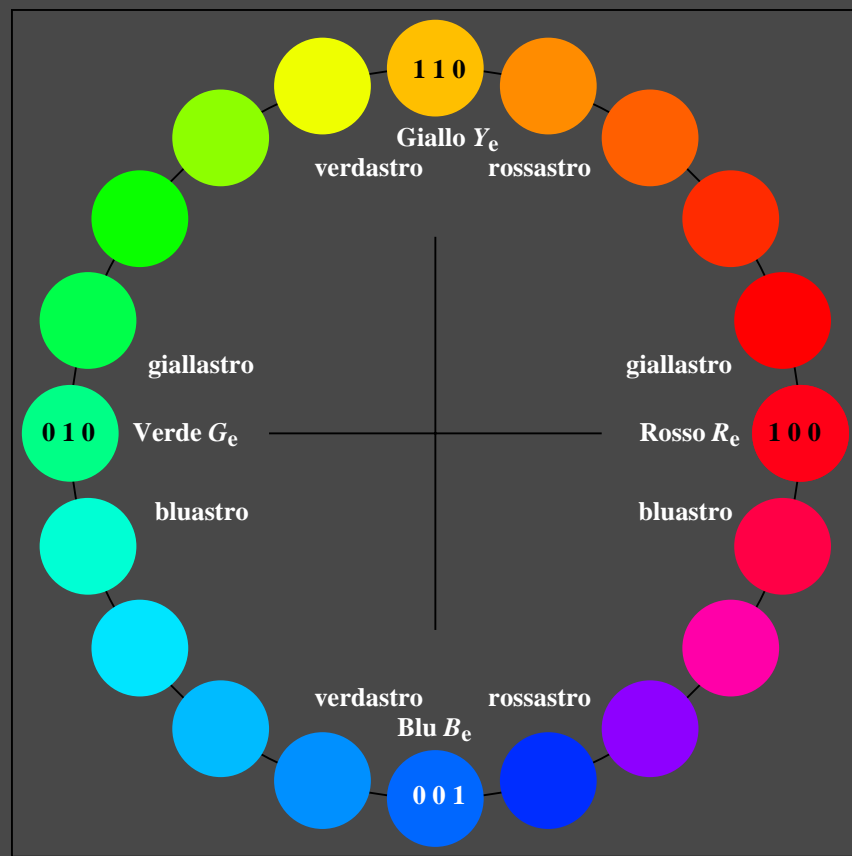 1 1 0
Giallo Ye
verdastro rossastro
giallastro giallastro
0 1 0 Verde Ge Rosso Re 1 0 0
bluastro bluastro
verdastro rossastro
Blu Be
0 0 1